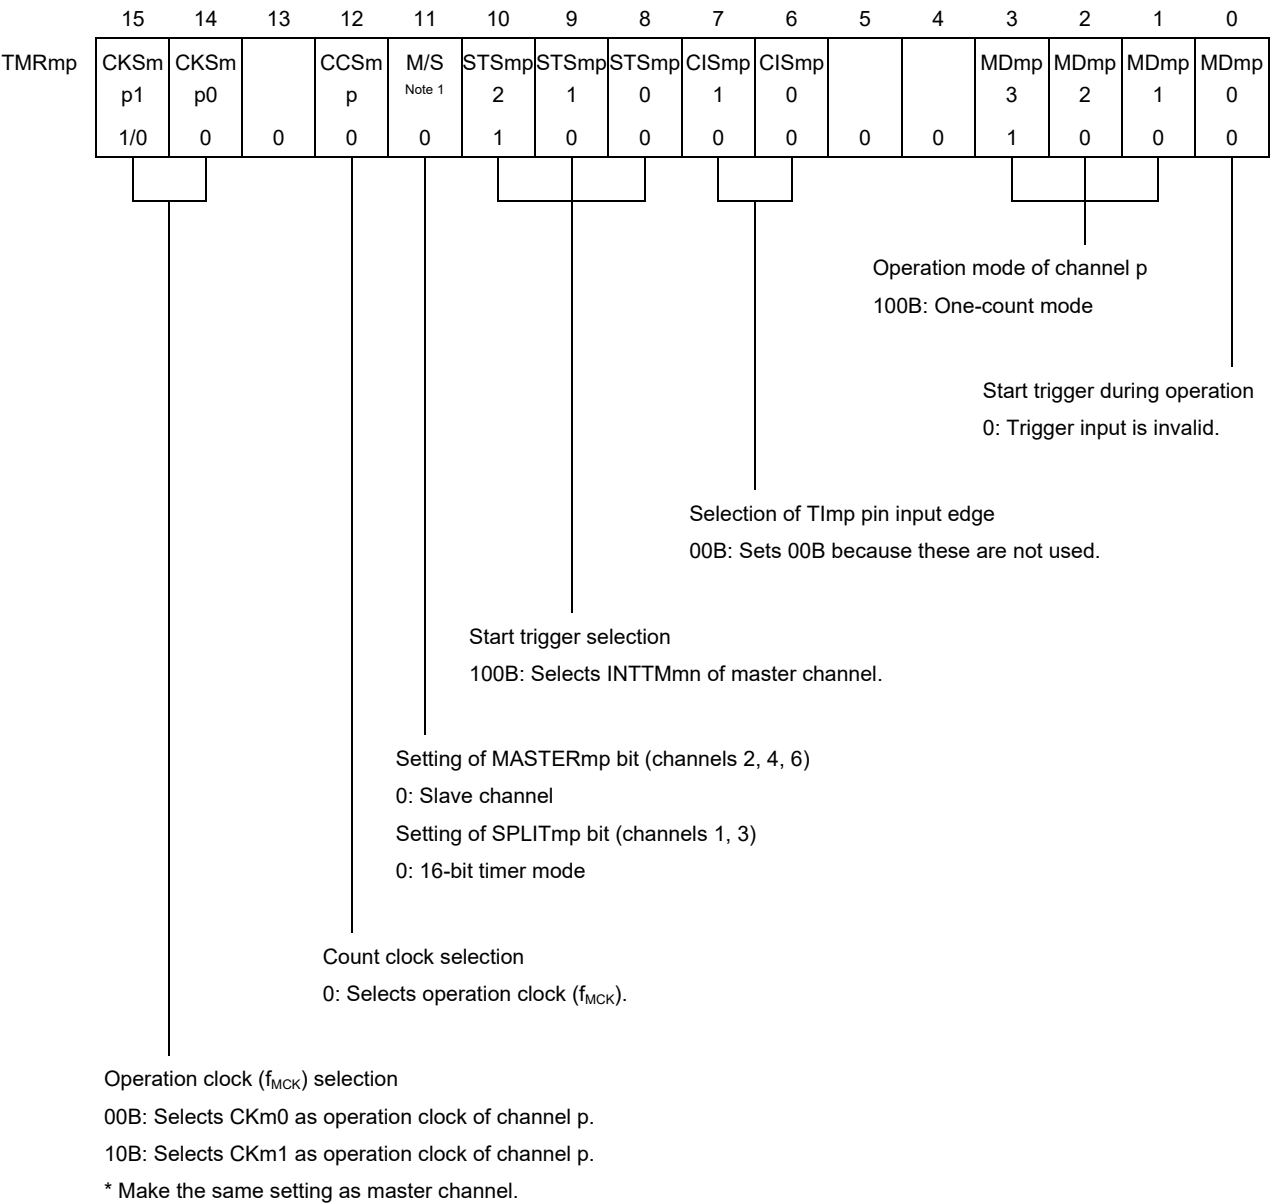 15 14 13 12 11 10 9 8 7 6 5 4 3 2 1 0
TMRmp CKSm CKSm CCSm M/S STSmp STSmp STSmp CISmp CISmp MDmp MDmp MDmp MDmp
p1 p0 p Note 1 2 1 0 1 0 3 2 1 0
1/0 0 0 0 0 1 0 0 0 0 0 0 1 0 0 0
Operation mode of channel p
100B: One-count mode
Start trigger during operation
0: Trigger input is invalid.
Selection of TImp pin input edge
00B: Sets 00B because these are not used.
Start trigger selection
100B: Selects INTTMmn of master channel.
Setting of MASTERmp bit (channels 2, 4, 6)
0: Slave channel
Setting of SPLITmp bit (channels 1, 3)
0: 16-bit timer mode
Count clock selection
0: Selects operation clock (fMCK).
Operation clock (fMCK) selection
00B: Selects CKm0 as operation clock of channel p.
10B: Selects CKm1 as operation clock of channel p.
* Make the same setting as master channel.